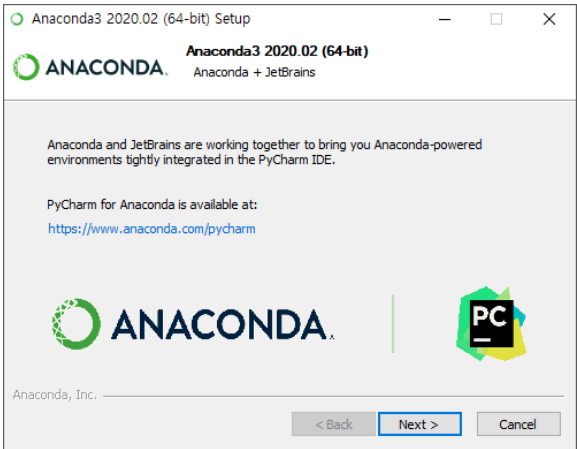 Anaconda3 2020.02 (64-bit) Setup
ANACONDA.
Anaconda3 2020.02 (64-bit)
Anaconda + JetBrains
Anaconda and JetBrains are working together to bring you Anaconda-powered
environments tightly integrated in the PyCharm IDE.
PyCharm for Anaconda is available at:
https://www.anaconda.com/pycharm
ANACONDA.
PC
Anaconda, Inc.
< Back
Next >
Cancel